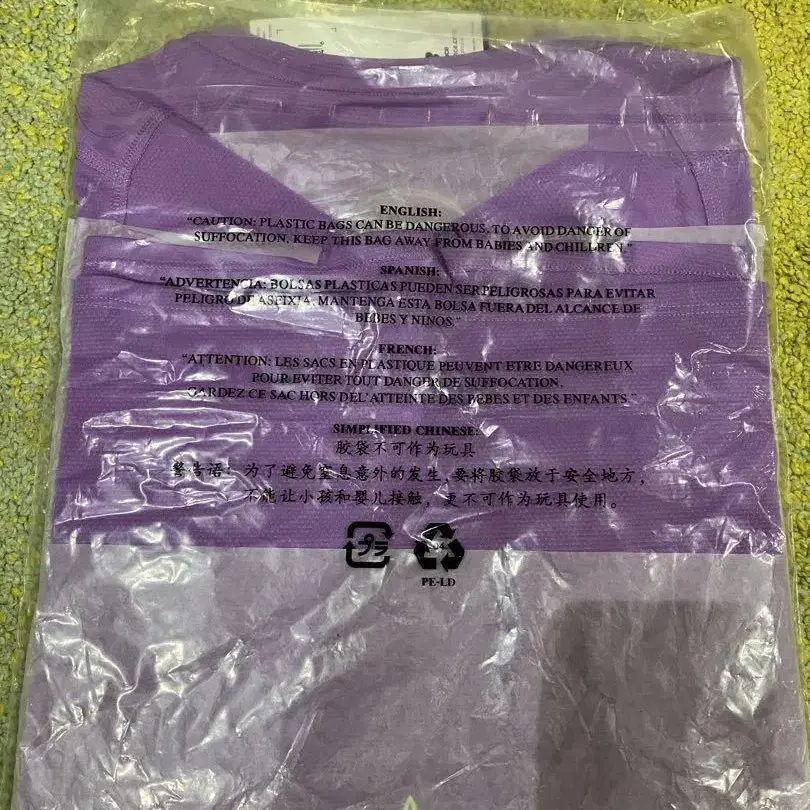 ENGLISH:
"CAUTION: PLASTIC BAGS CAN BE DANGEROUS. TO AVOID DANGER OF
SUFFOCATION, KEEP THIS BAG AWAY FROM BABIES AND CHILDREN."
SPANISH:
"ADVERTENCIA: BOLSAS PLASTICAS PUEDEN SER PELIGROSAS PARA EVITAR
PELIGRO DE ASFIXIA. MANTENGA ESTA BOLSA FUERA DEL ALCANCE DE
BEBES Y NINOS."
FRENCH:
"ATTENTION: LES SACS EN PLASTIQUE PEUVENT ETRE DANGEREUX
POUR EVITER TOUT DANGER DE SUFFOCATION,
GARDEZ CE SAC HORS DEL'ATTEINTE DES BEBES ET DES ENFANTS."
SIMPLIFIED CHINESE:
胶袋不可作为玩具
警告语：为了避免窒息意外的发生，要将胶袋放于安全地方，
不能让小孩和婴儿接触，更不可作为玩具使用。
プラ
04
PE-LD